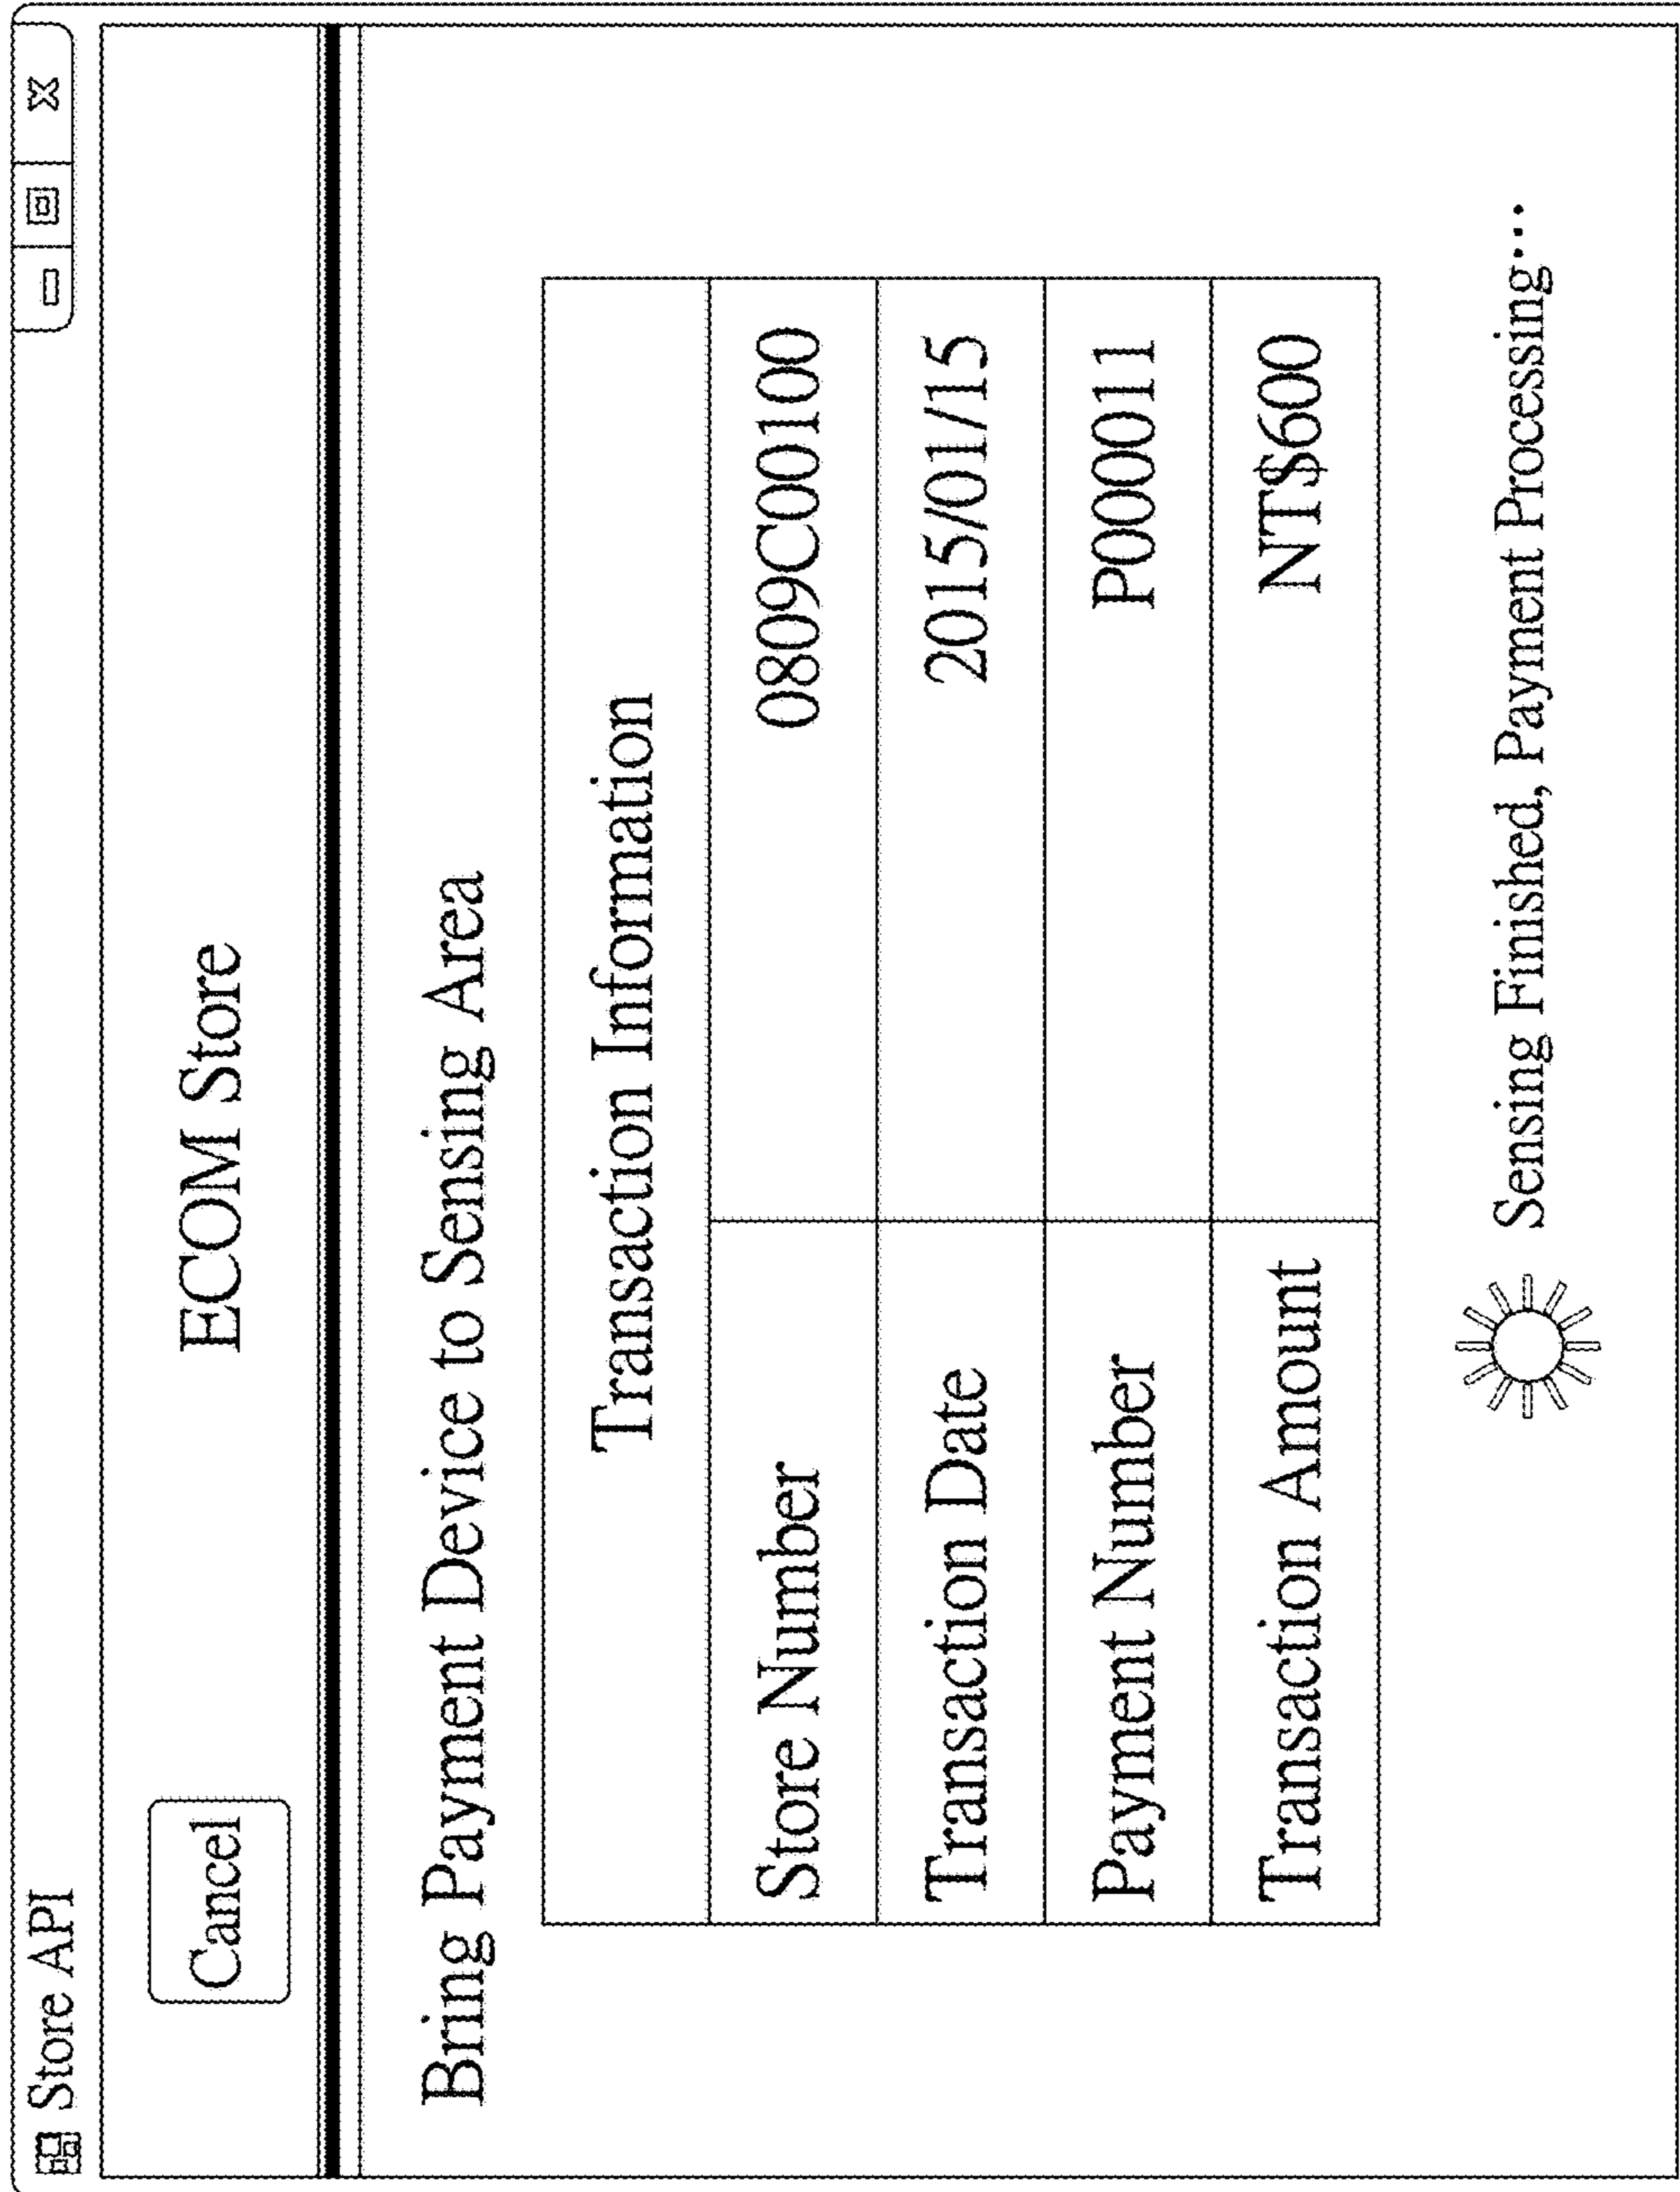 Store API
Cancel ECOM Store
Bring Payment Device to Sensing Area
Transaction Information
Store Number 0809C00100
Transaction Date 2015/01/15
Payment Number P000011
Transaction Amount NT$600
Sensing Finished, Payment Processing...